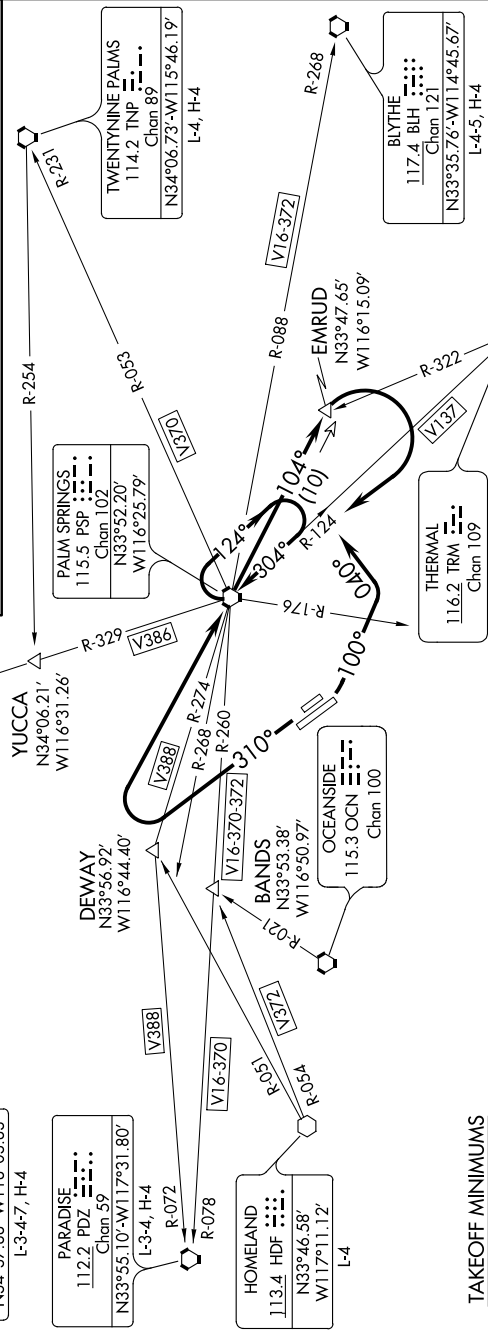 L-3-4-7, H-4
YUCCA
N34°06.21'
W116°31.26'
R-254
R-231
TWENTYNINE PALMS
114.2 TNP
Chan 89
N34°06.73'-W115°46.19'
L-4, H-4
R-329
V386
PALM SPRINGS
115.5 PSP
Chan 102
N33°52.20'
W116°25.79'
R-053
V370
DEWAY
N33°56.92'
W116°44.40'
PARADISE
112.2 PDZ
Chan 59
N33°55.10'-W117°31.80'
L-3-4, H-4
R-072
R-078
V388
V16-370
V388
R-274
R-268
R-260
V16-370-372
310°
124°
304°
104°
(10)
R-124
R-088
V16-372
R-268
BLYTHE
117.4 BLH
Chan 121
N33°35.76'-W114°45.67'
L-4-5, H-4
EMRUD
N33°47.65'
W116°15.09'
R-322
V137
R-176
040°
100°
BANDS
N33°53.38'
W116°50.97'
R-021
OCEANSIDE
115.3 OCN
Chan 100
V372
R-051
R-054
HOMELAND
113.4 HDF
N33°46.58'
W117°11.12'
L-4
THERMAL
116.2 TRM
Chan 109
TAKEOFF MINIMUMS